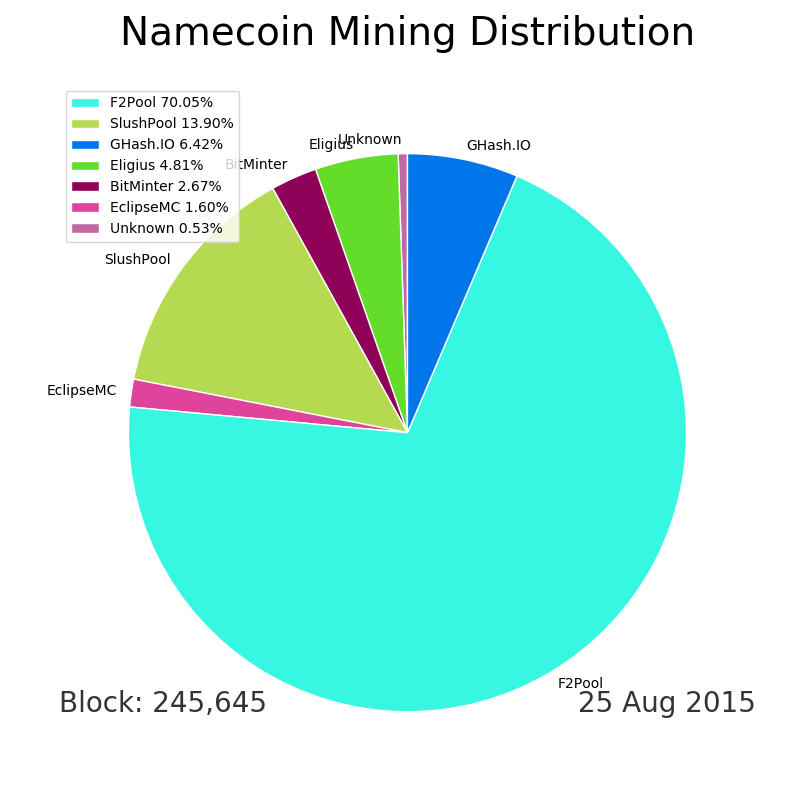 Namecoin Mining Distribution
F2Pool 70.05%
SlushPool 13.90%
GHash.IO 6.42%
Eligius 4.81%
BitMinter 2.67%
EclipseMC 1.60%
Unknown 0.53%
Unknown
Eligius
GHash.IO
BitMinter
SlushPool
EclipseMC
F2Pool
Block: 245,645
25 Aug 2015